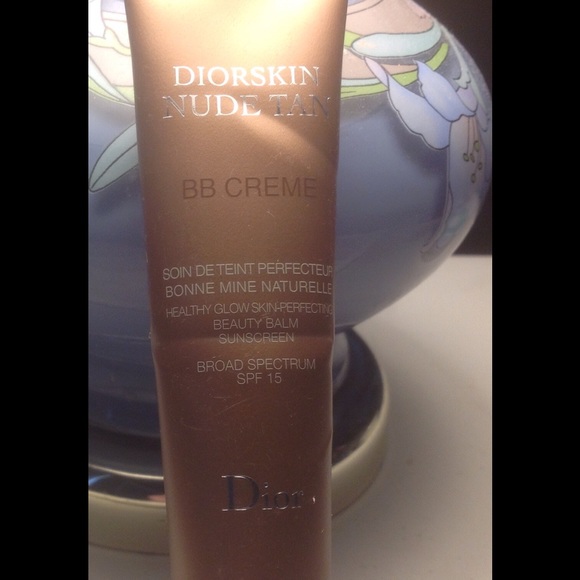 DIORSKIN
NUDE TAN
BB CREME
SOIN DE TEINT PERFECTEUR
BONNE MINE NATURELLE
HEALTHY GLOW SKIN-PERFECTING
BEAUTY BALM
SUNSCREEN
BROAD SPECTRUM
SPF 15
Dior